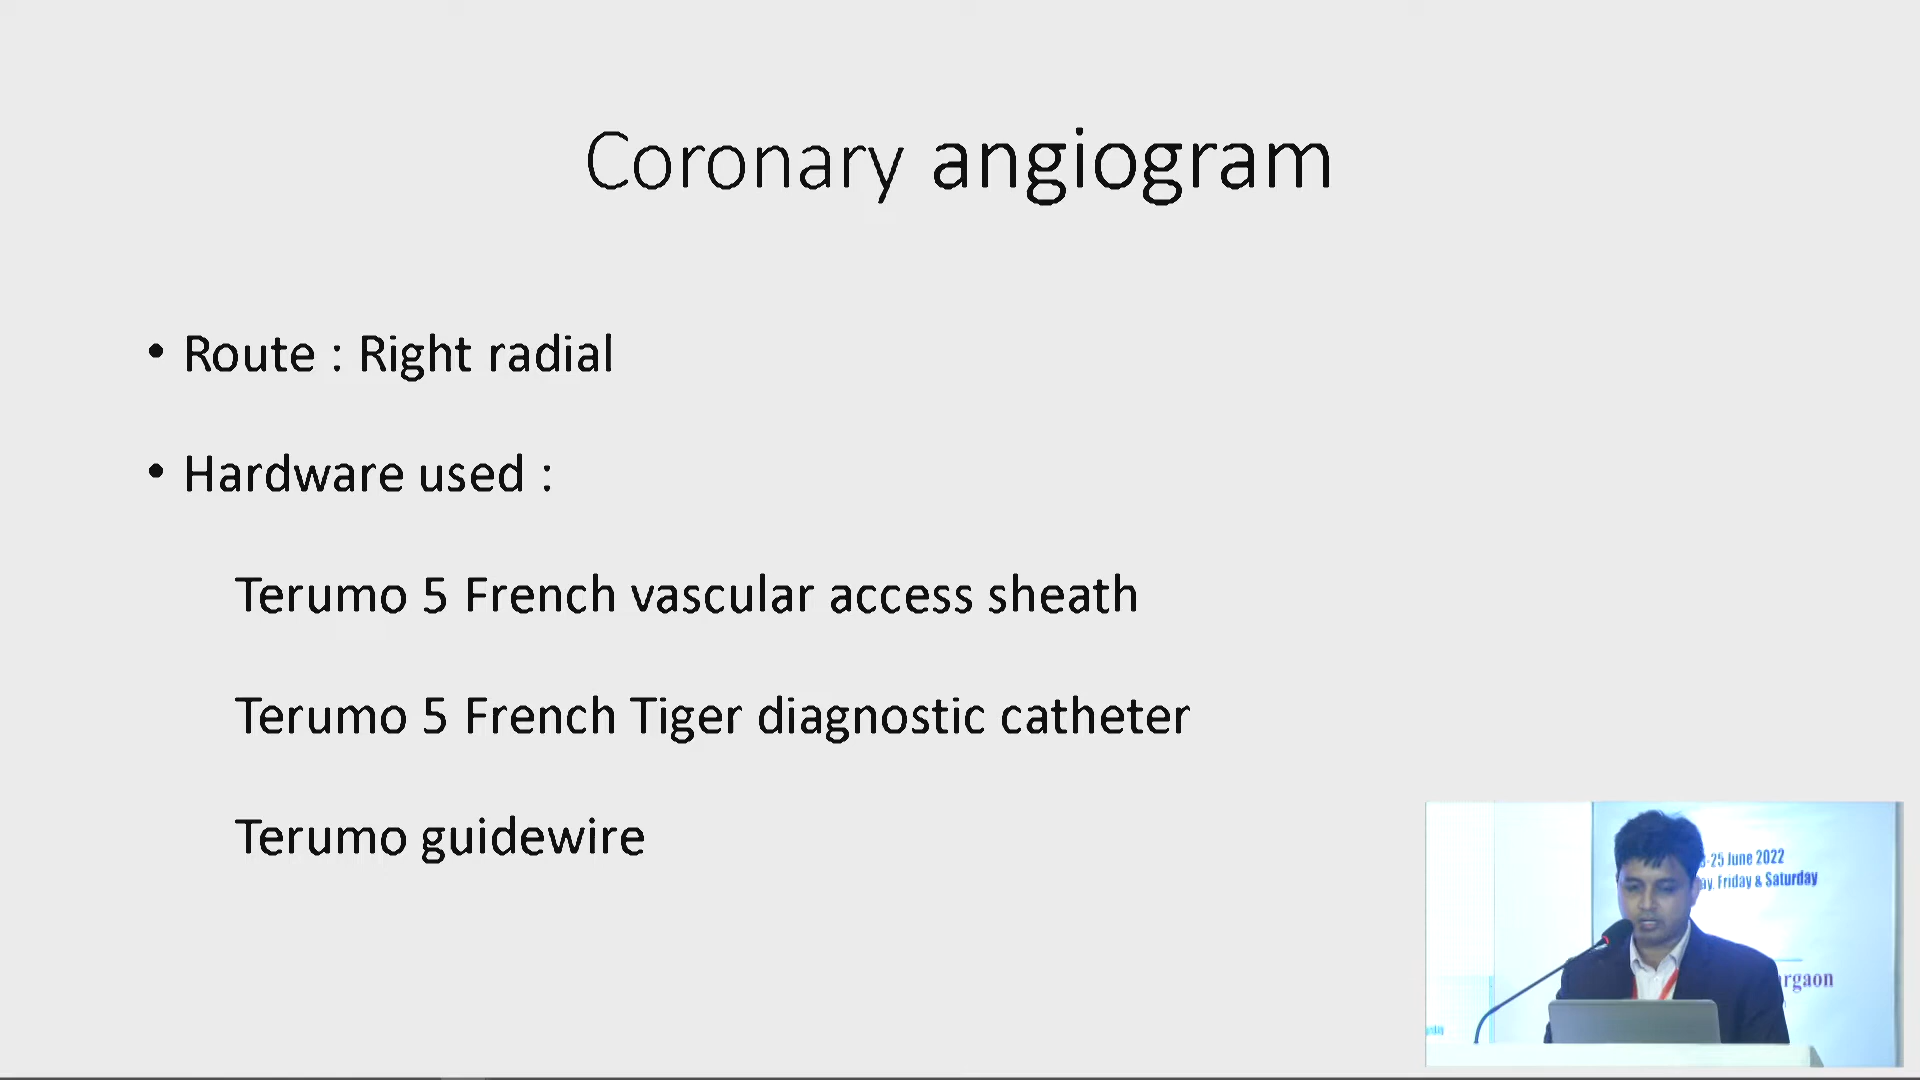 Coronary angiogram
• Route : Right radial
• Hardware used :
Terumo 5 French vascular access sheath
Terumo 5 French Tiger diagnostic catheter
Terumo guidewire
-25 June 2022
ay, Friday & Saturday
rgaon